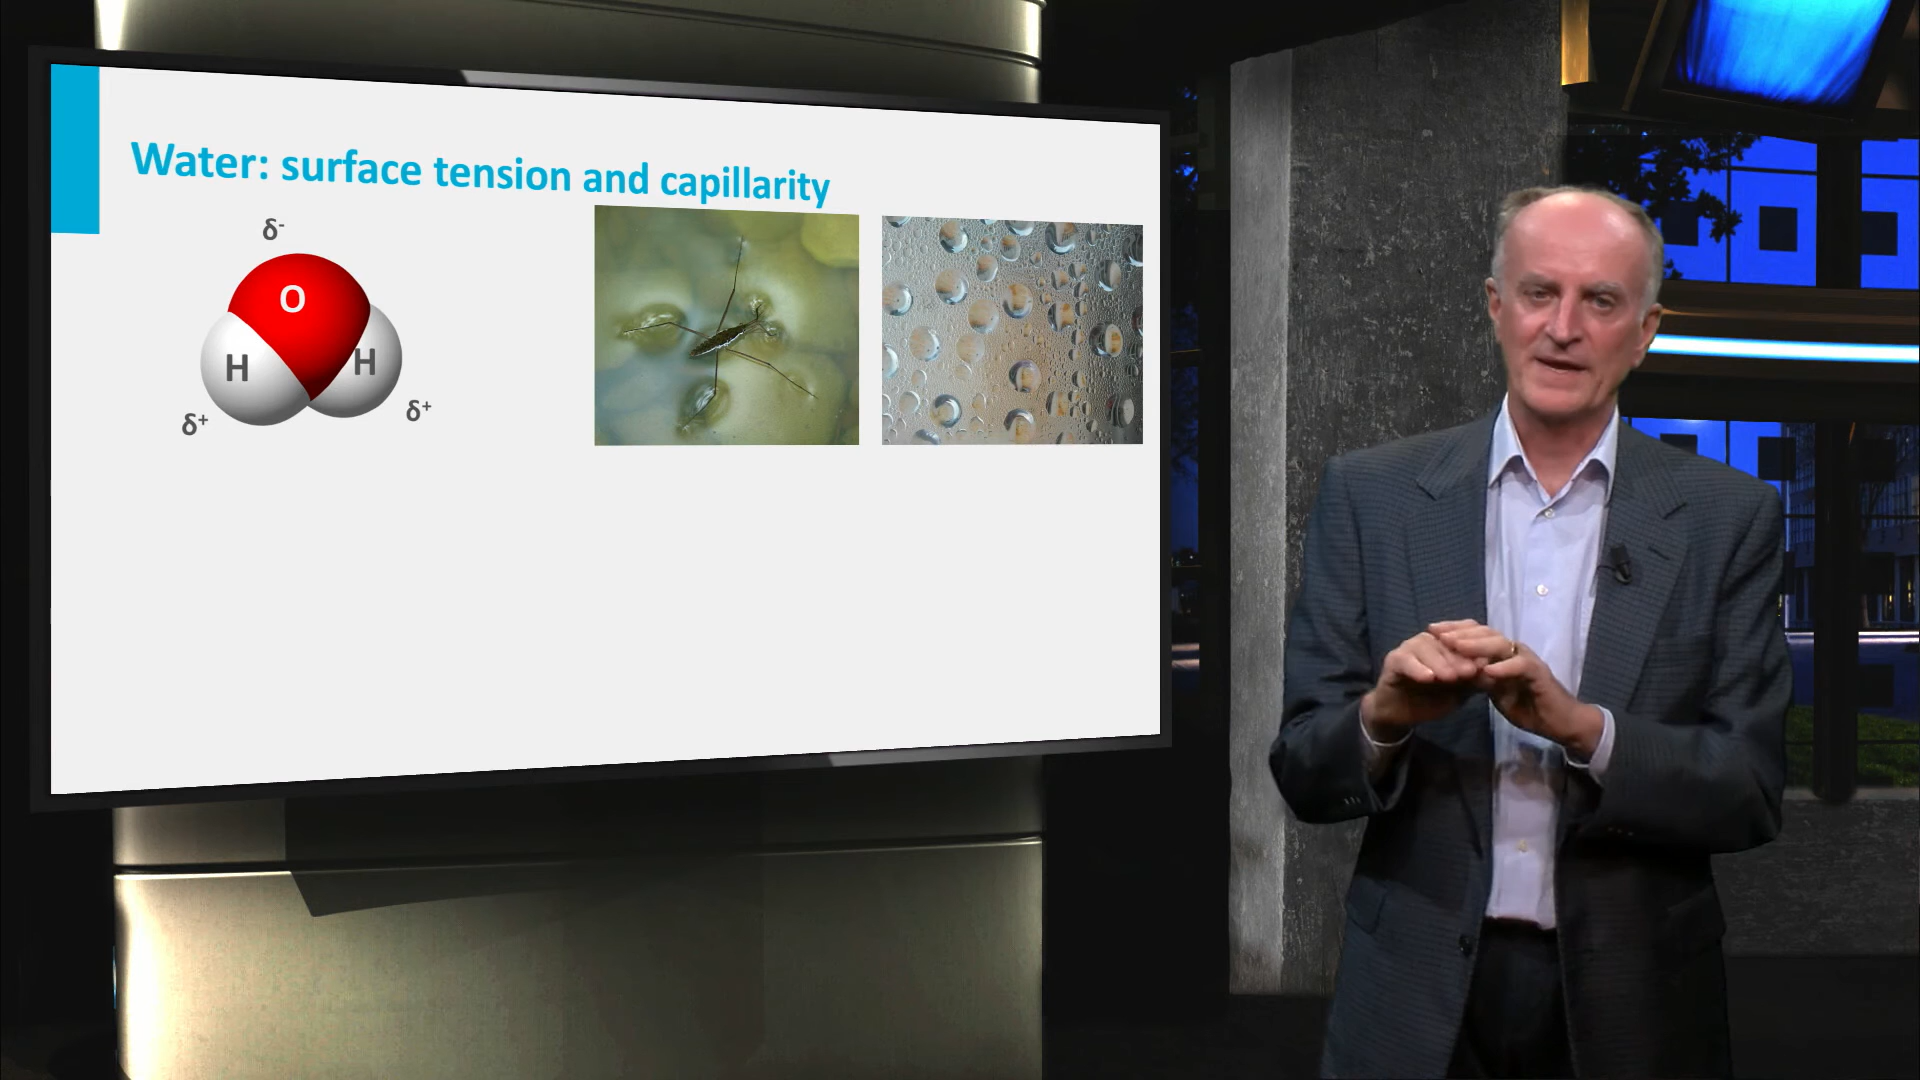 Water: surface tension and capillarity
δ-
O
H
H
δ+
δ+